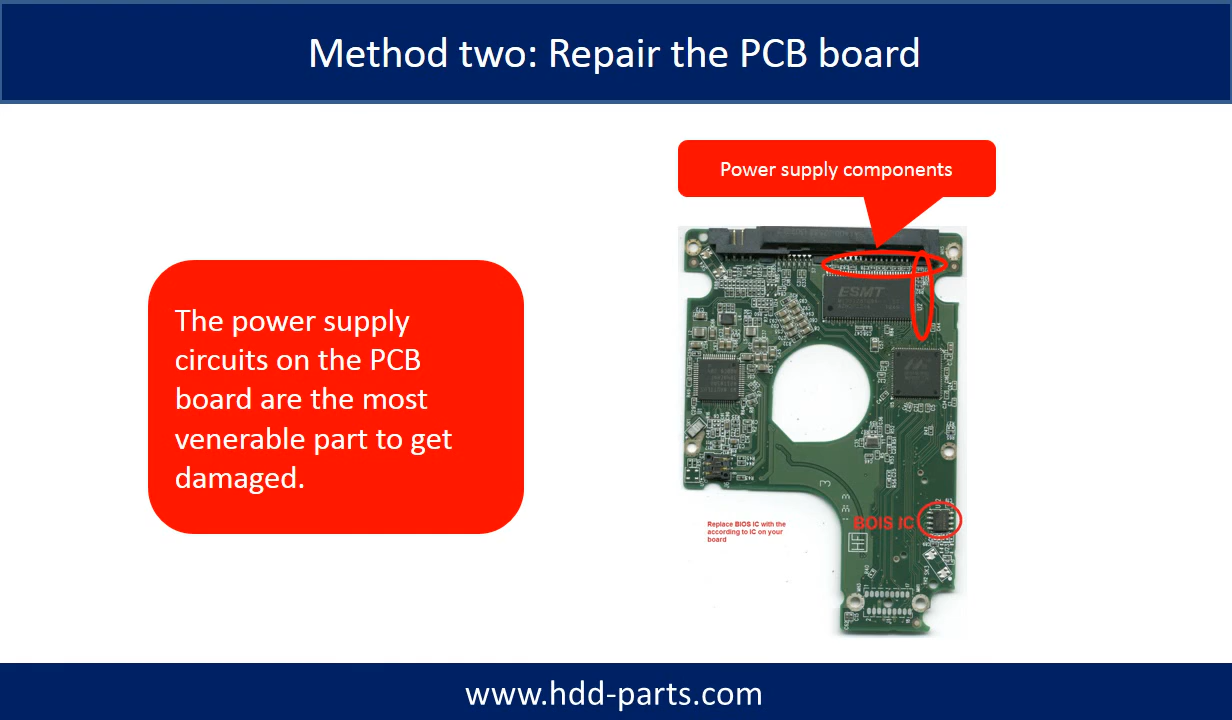 Method two: Repair the PCB board
Power supply components
The power supply
circuits on the PCB
board are the most
venerable part to get
damaged.
ESMT
U2
Replace BIOS IC with the
according to IC on your
board
BOIS IC
HF
www.hdd-parts.com